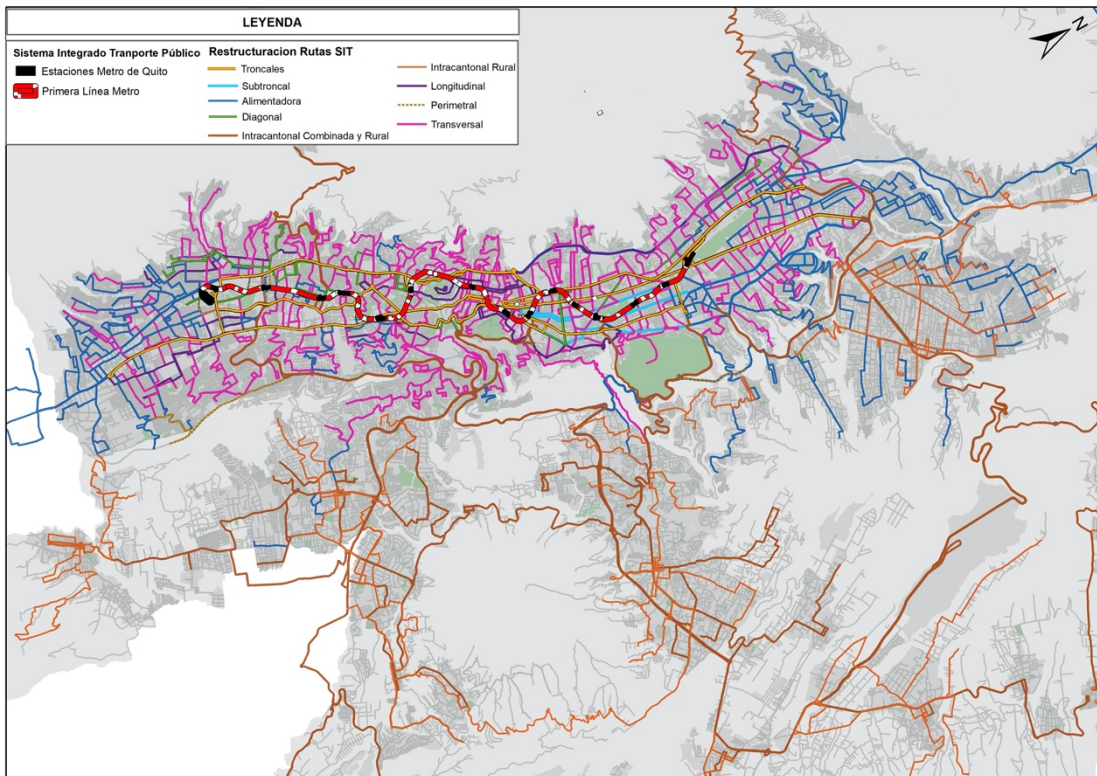 LEYENDA
Sistema Integrado Tranporte Público
Estaciones Metro de Quito
Primera Línea Metro
Restructuracion Rutas SIT
Troncales
Subtroncal
Alimentadora
Diagonal
Intracantonal Combinada y Rural
Intracantonal Rural
Longitudinal
Perimetral
Transversal
N